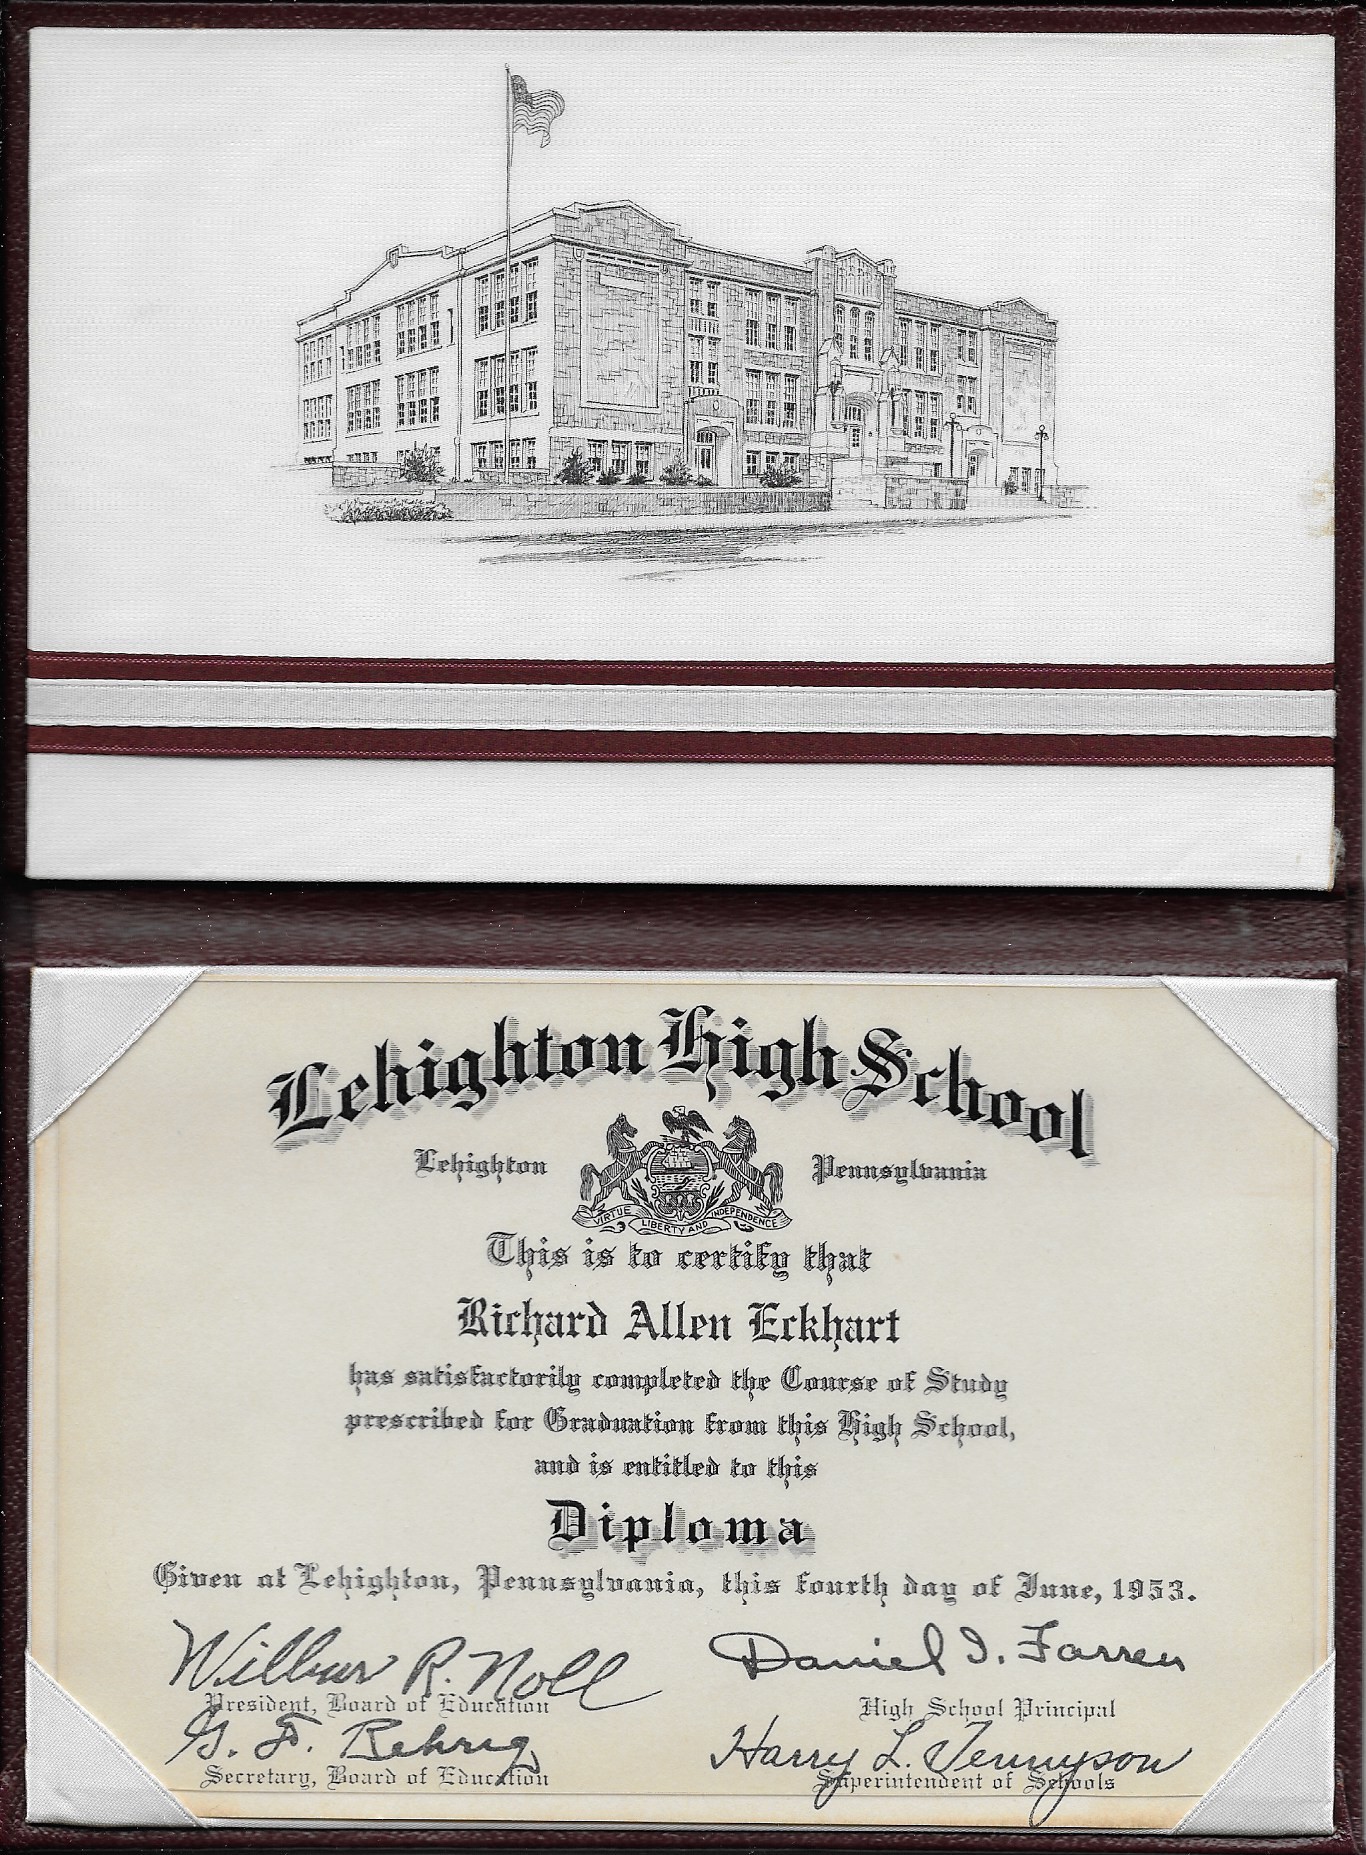 Lehighton High School
Lehighton Pennsylvania
VIRTUE LIBERTY AND INDEPENDENCE
This is to certify that
Richard Allen Eckhart
has satisfactorily completed the Course of Study
prescribed for Graduation from this High School,
and is entitled to this
Diploma
Given at Lehighton, Pennsylvania, this fourth day of June, 1953.
Wilbur R. Noll
President, Board of Education
Daniel I. Farren
High School Principal
G. F. Rehrig
Secretary, Board of Education
Harry L. Tennyson
Superintendent of Schools